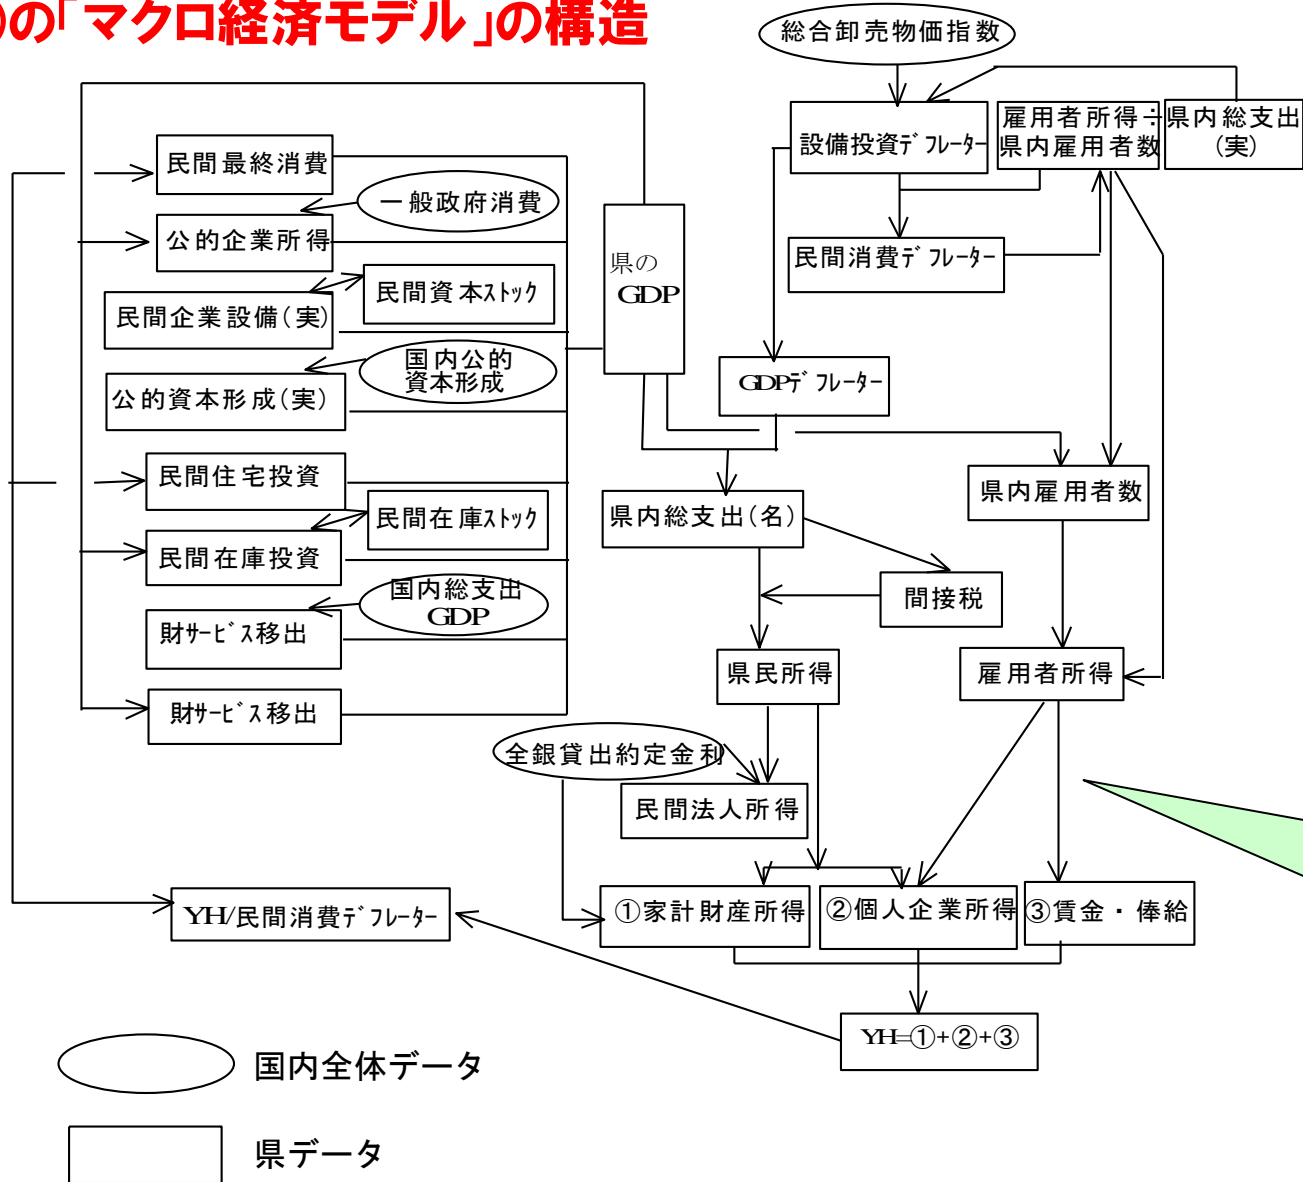 の「マクロ経済モデル」の構造
総合卸売物価指数
設備投資デフレーター
雇用者所得÷
県内雇用者数
県内総支出
(実)
民間最終消費
一般政府消費
公的企業所得
民間消費デフレーター
県の
GDP
民間資本ストック
民間企業設備(実)
国内公的
資本形成
GDPデフレーター
公的資本形成(実)
民間住宅投資
県内雇用者数
民間在庫ストック
県内総支出(名)
民間在庫投資
国内総支出
GDP
間接税
財サービス移出
県民所得
雇用者所得
財サービス移出
全銀貸出約定金利
民間法人所得
YH/民間消費デフレーター
①家計財産所得
②個人企業所得
③賃金・俸給
YH=①+②+③
国内全体データ
県データ